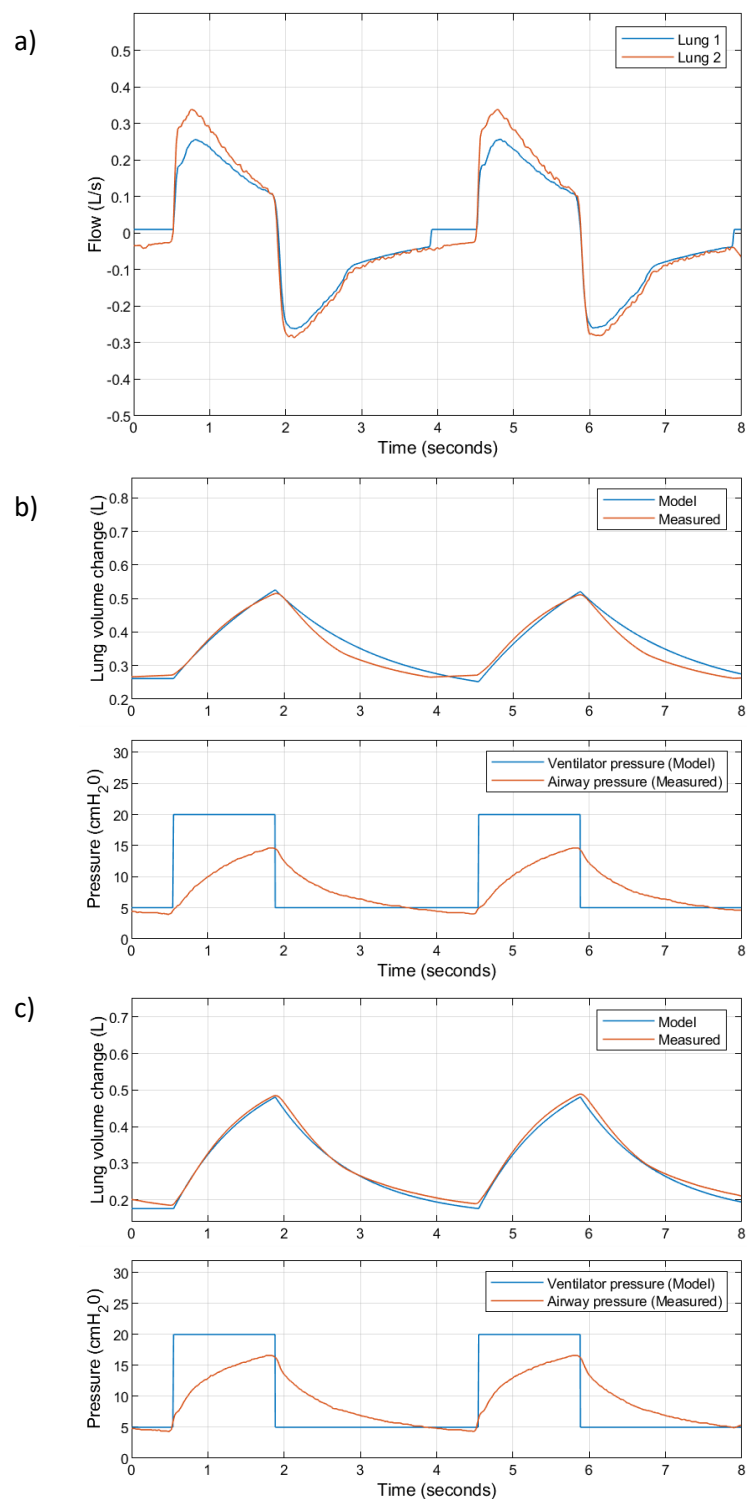 a)
Flow (L/s)
0.5
0.4
0.3
0.2
0.1
0
-0.1
-0.2
-0.3
-0.4
-0.5
Lung 1
Lung 2
0 1 2 3 4 5 6 7 8
Time (seconds)
b)
Lung volume change (L)
0.8
0.7
0.6
0.5
0.4
0.3
0.2
Model
Measured
0 1 2 3 4 5 6 7 8
Pressure (cmH₂0)
30
25
20
15
10
5
0
Ventilator pressure (Model)
Airway pressure (Measured)
0 1 2 3 4 5 6 7 8
Time (seconds)
c)
Lung volume change (L)
0.7
0.6
0.5
0.4
0.3
0.2
Model
Measured
0 1 2 3 4 5 6 7 8
Pressure (cmH₂0)
30
25
20
15
10
5
0
Ventilator pressure (Model)
Airway pressure (Measured)
0 1 2 3 4 5 6 7 8
Time (seconds)